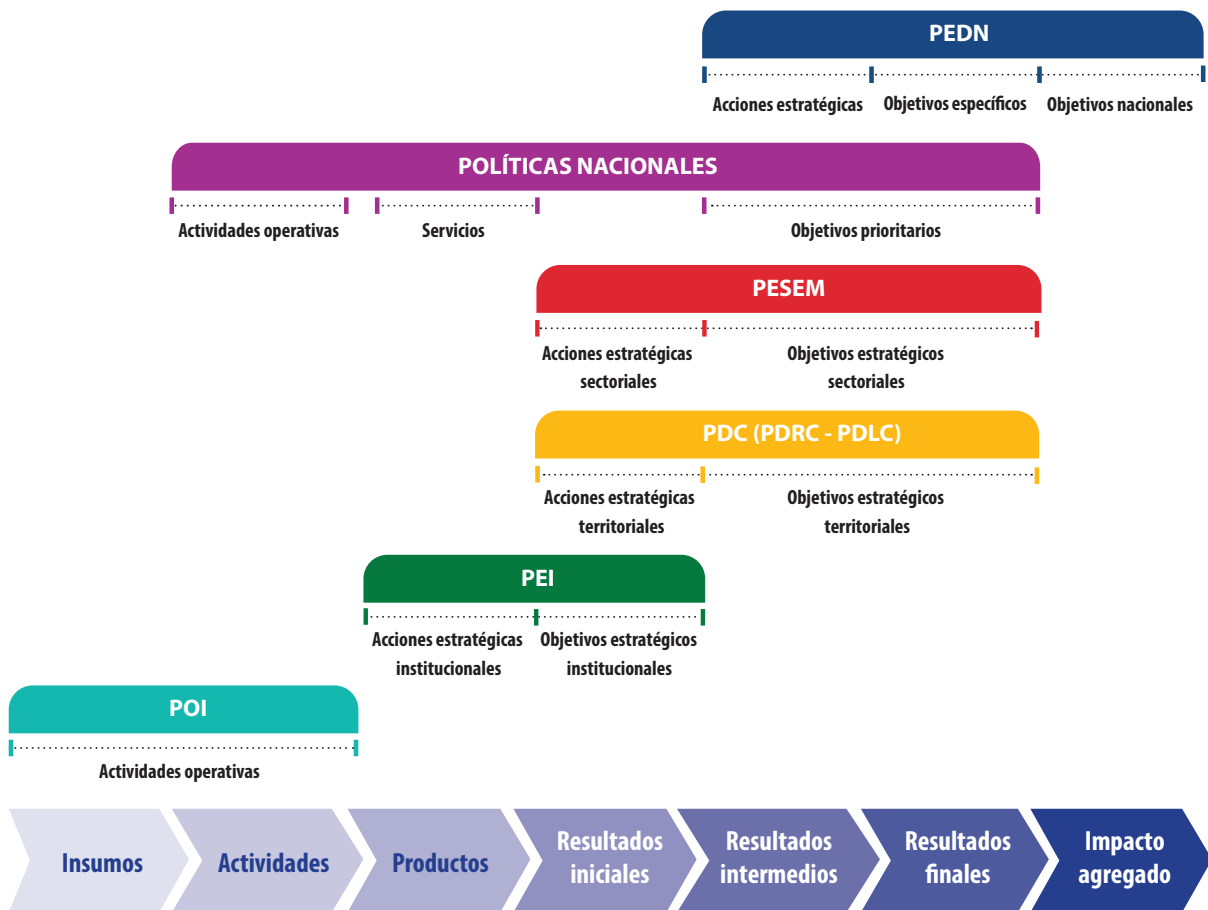 PEDN
Acciones estratégicas
Objetivos específicos
Objetivos nacionales
POLÍTICAS NACIONALES
Actividades operativas
Servicios
Objetivos prioritarios
PESEM
Acciones estratégicas
sectoriales
Objetivos estratégicos
sectoriales
PDC (PDRC - PDLC)
Acciones estratégicas
territoriales
Objetivos estratégicos
territoriales
PEI
Acciones estratégicas
institucionales
Objetivos estratégicos
institucionales
POI
Actividades operativas
Insumos
Actividades
Productos
Resultados
iniciales
Resultados
intermedios
Resultados
finales
Impacto
agregado